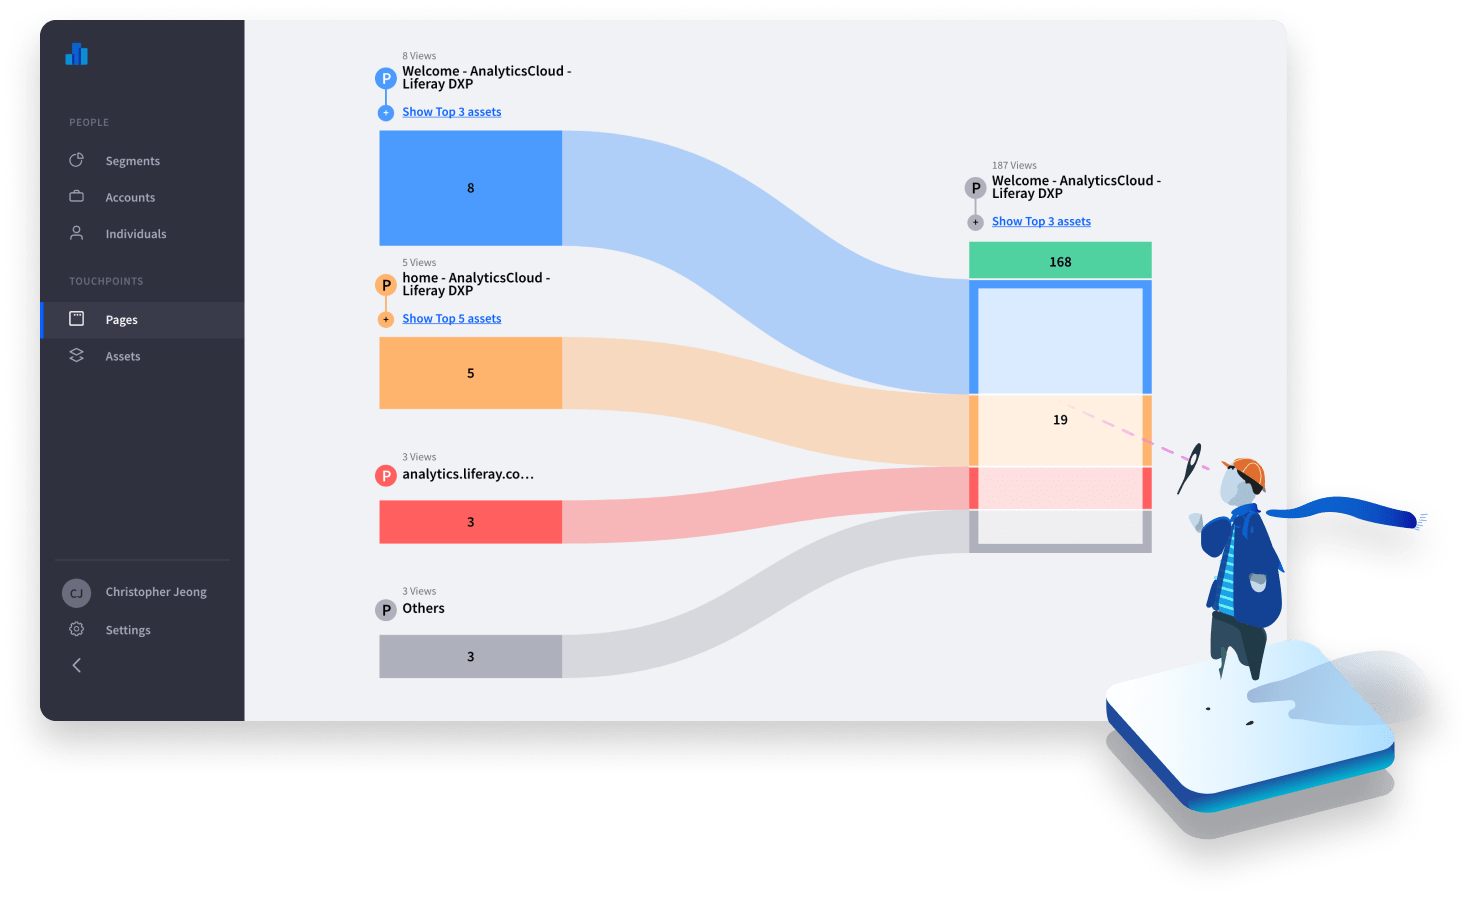 PEOPLE
Segments
Accounts
Individuals
TOUCHPOINTS
Pages
Assets
CJ
Christopher Jeong
Settings
8 Views
P
Welcome - AnalyticsCloud -
Liferay DXP
+
Show Top 3 assets
8
5 Views
P
home - AnalyticsCloud -
Liferay DXP
+
Show Top 5 assets
5
3 Views
P
analytics.liferay.co...
3
3 Views
P
Others
3
187 Views
P
Welcome - AnalyticsCloud -
Liferay DXP
+
Show Top 3 assets
168
19